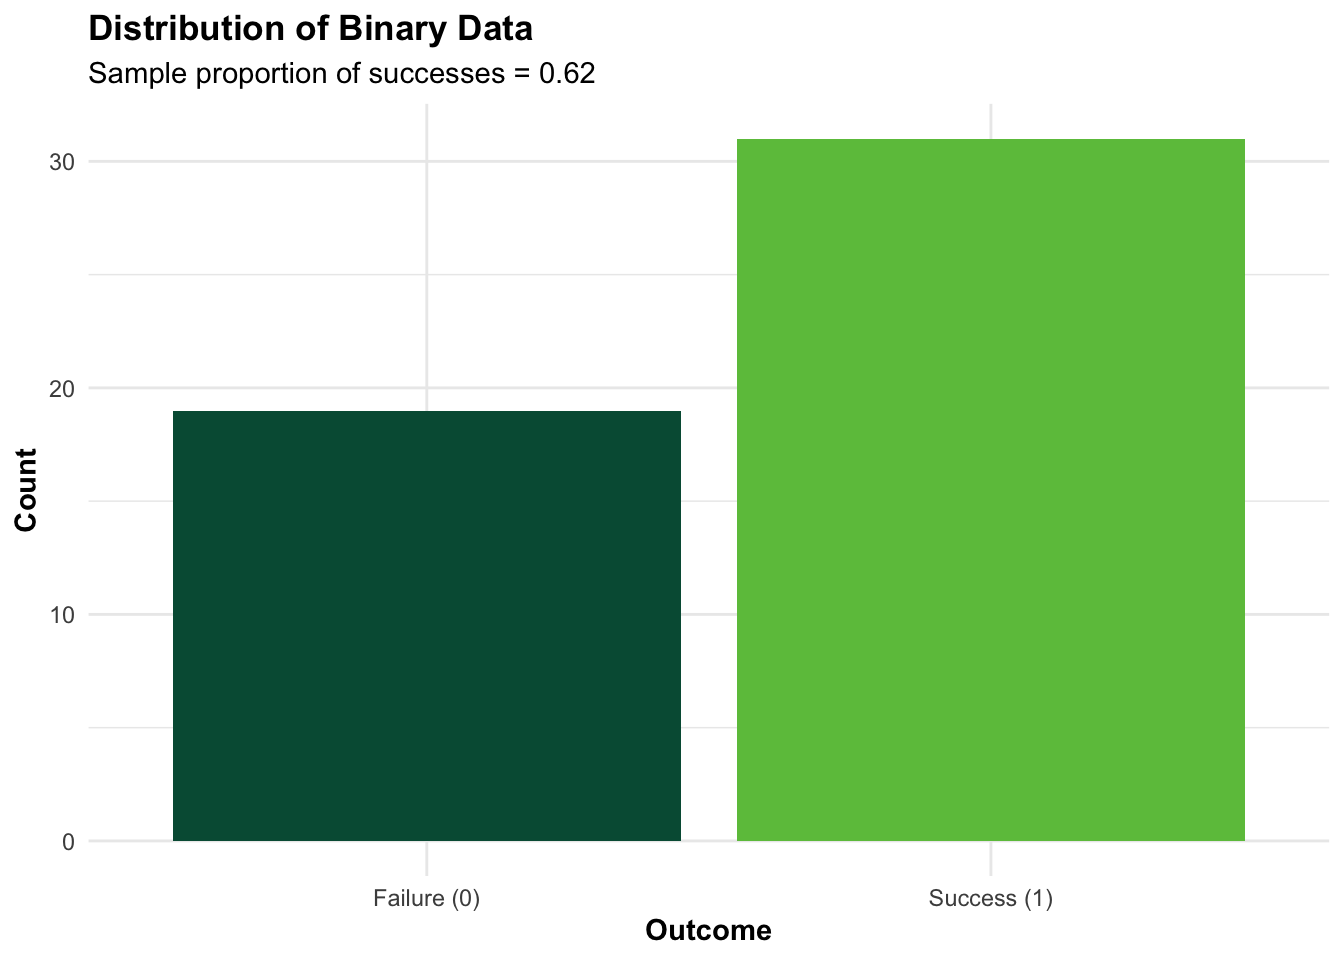 Distribution of Binary Data
Sample proportion of successes = 0.62
30
20
10
0
Count
Failure (0)
Success (1)
Outcome